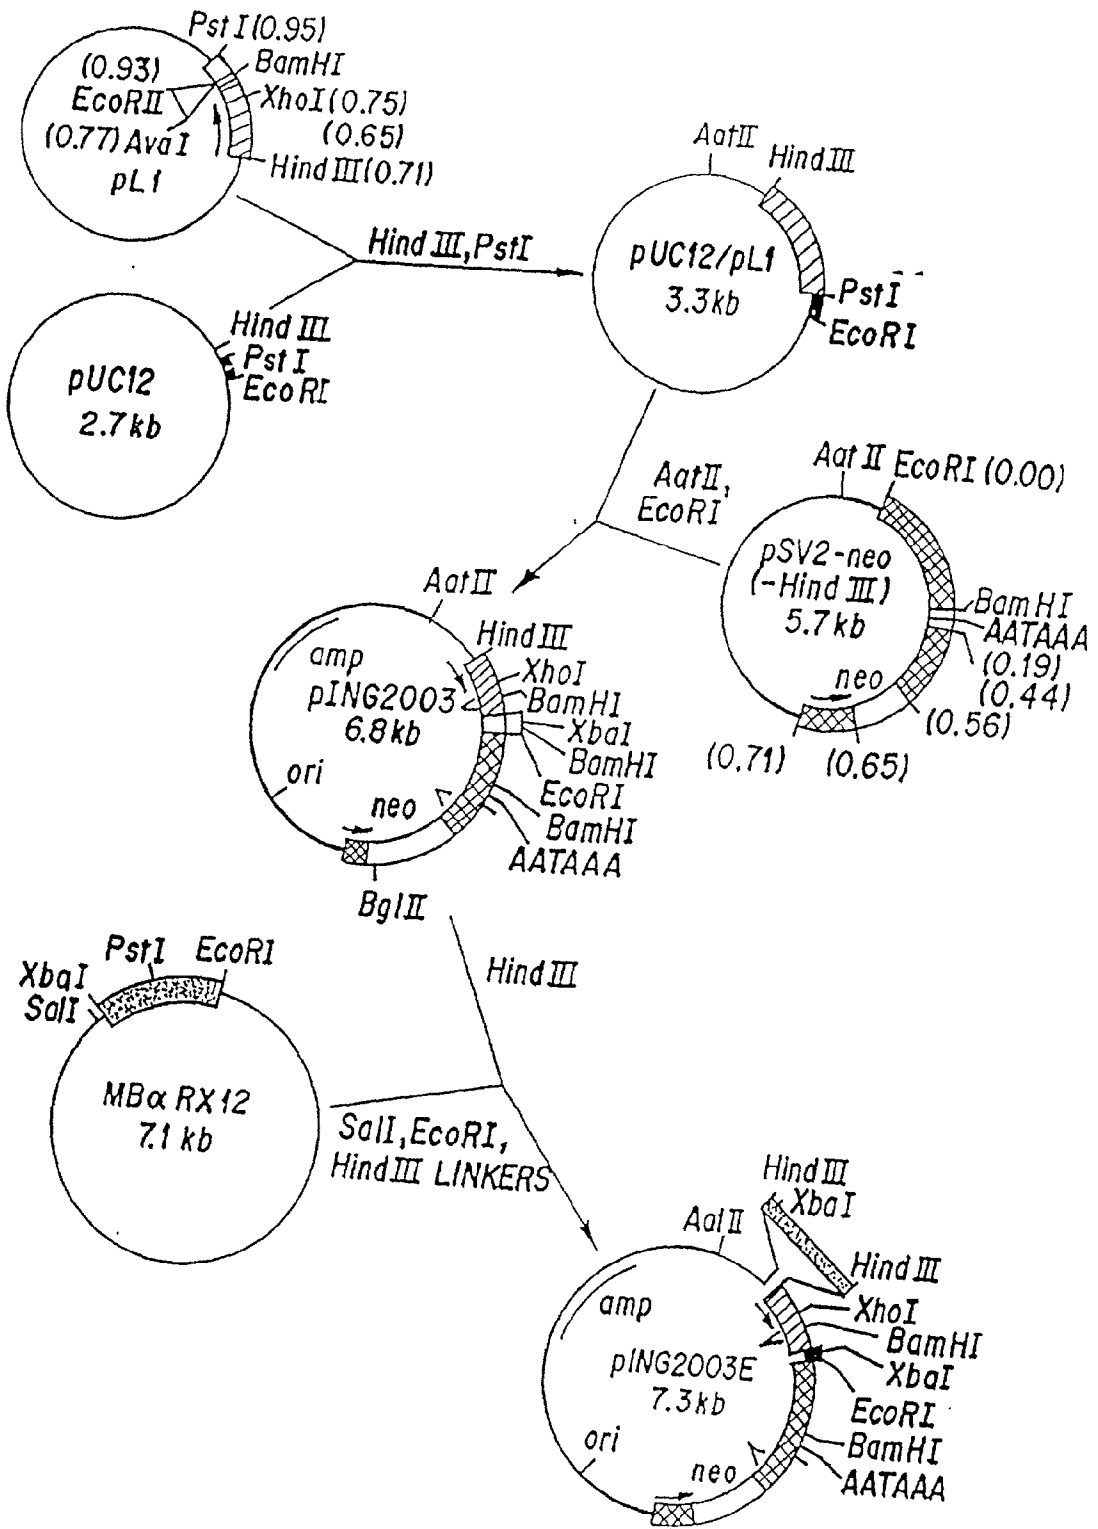 PstI (0.95)
BamHI
(0.93)
EcoRII
XhoI (0.75)
(0.65)
(0.77) AvaI
HindIII (0.71)
pL1
HindIII, PstI
AatII
HindIII
pUC12/pL1
3.3kb
PstI
EcoRI
HindIII
PstI
EcoRI
pUC12
2.7kb
AatII,
EcoRI
AatII
EcoRI (0.00)
pSV2-neo
(-HindIII)
5.7kb
BamHI
AATAAA
(0.19)
(0.44)
(0.56)
neo
(0.71)
(0.65)
AatII
HindIII
XhoI
BamHI
XbaI
BamHI
EcoRI
BamHI
AATAAA
amp
pING2003
6.8kb
ori
neo
BglII
HindIII
PstI
EcoRI
XbaI
SalI
MBα RX12
7.1 kb
SalI, EcoRI,
HindIII LINKERS
HindIII
XbaI
AatII
HindIII
XhoI
BamHI
XbaI
EcoRI
BamHI
AATAAA
amp
pING2003E
7.3kb
ori
neo